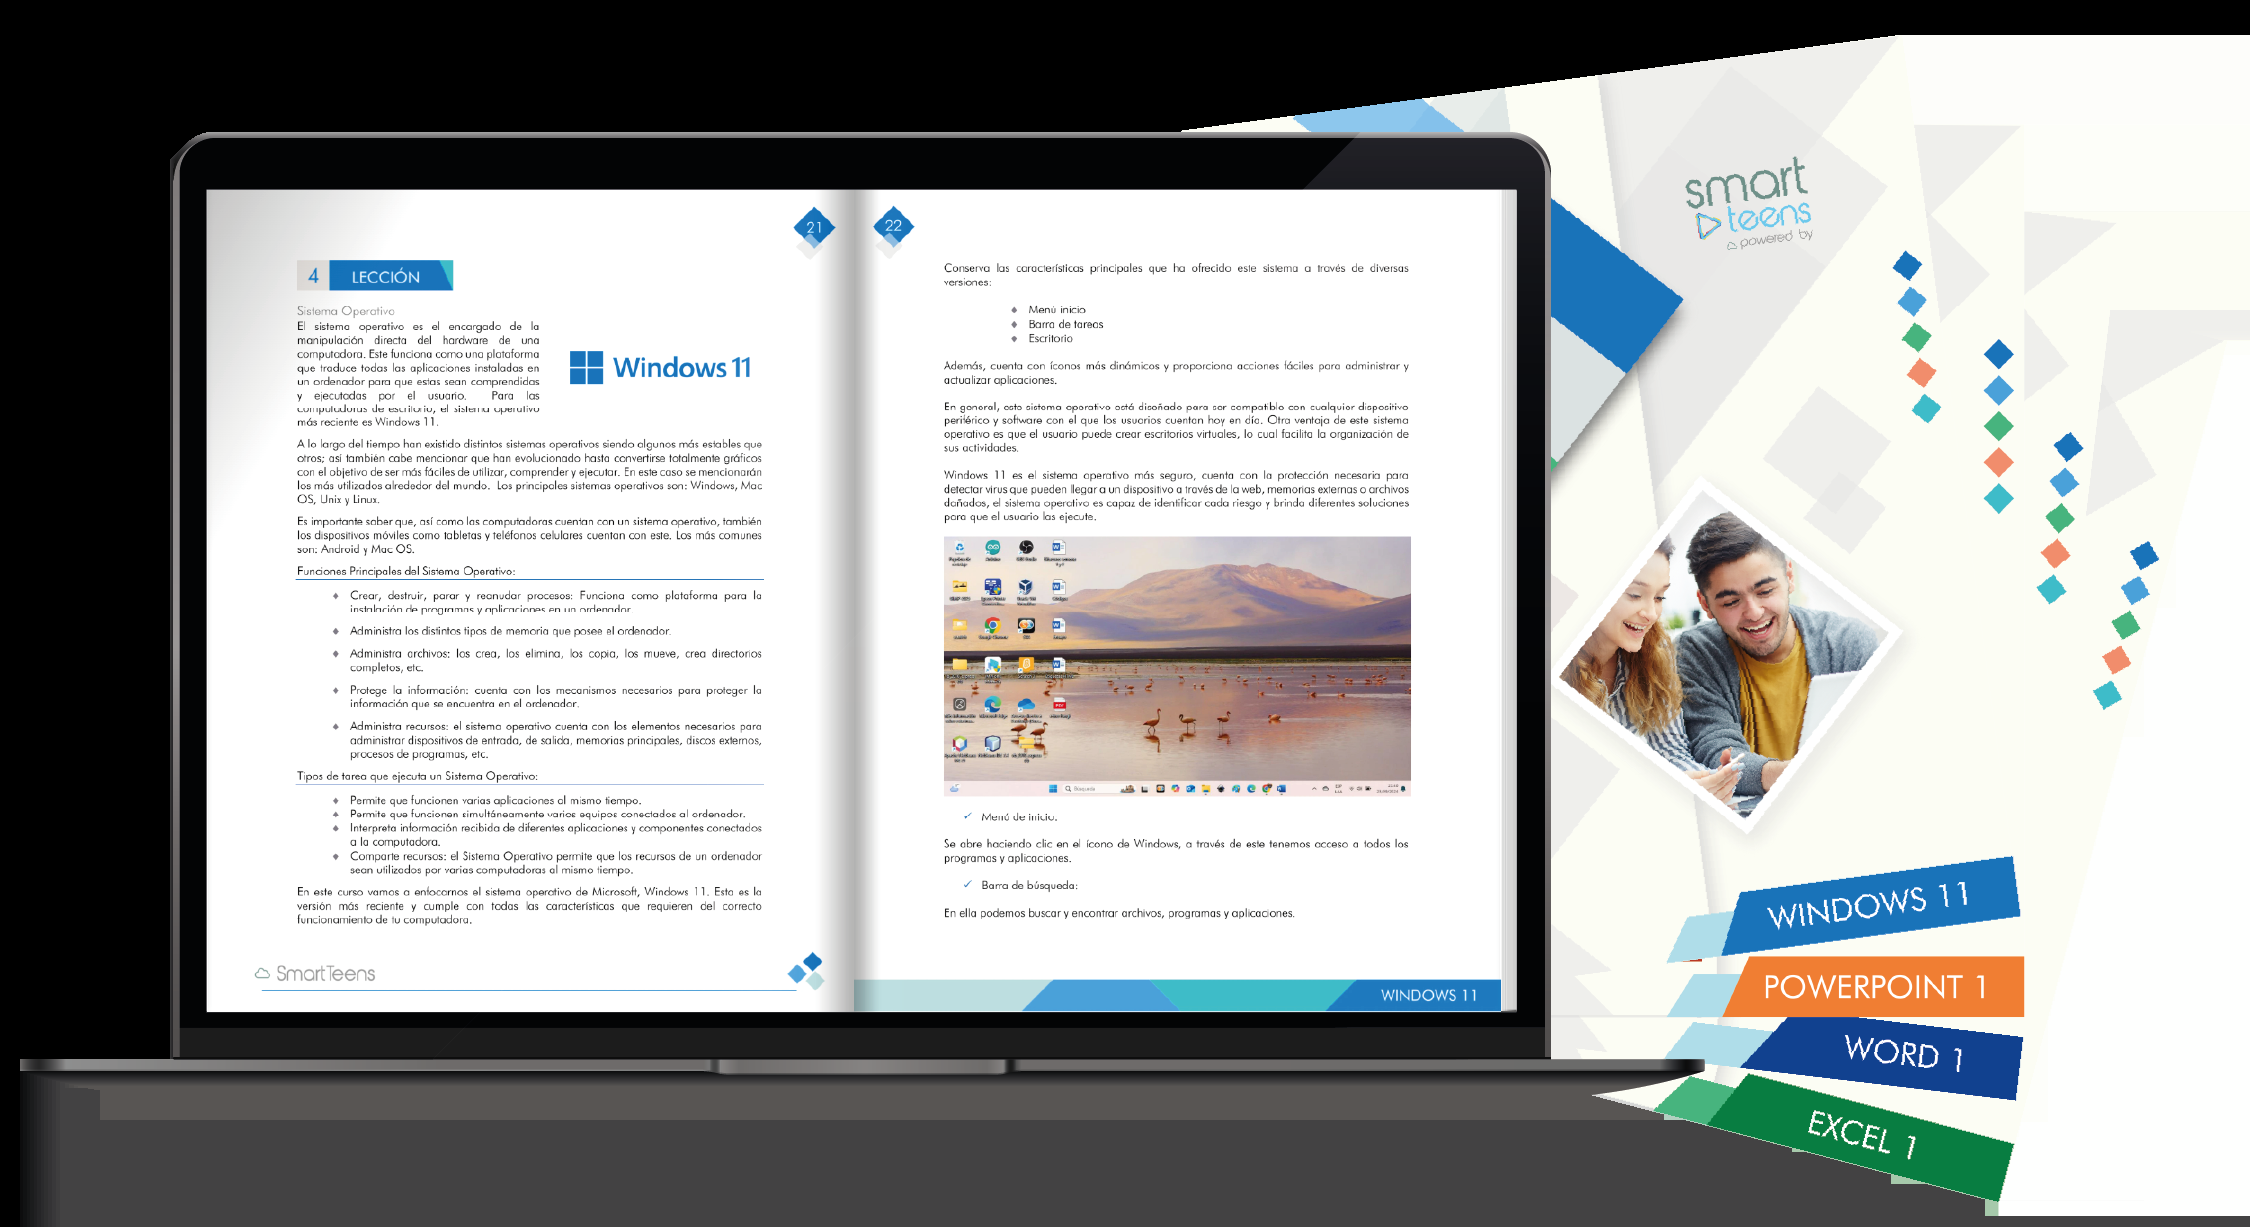 21
4 LECCIÓN
Sistema Operativo
El sistema operativo es el encargado de la
manipulación directa del hardware de una
computadora. Este funciona como una plataforma
que traduce todas las aplicaciones instaladas en
un ordenador para que estas sean comprendidas
y ejecutadas por el usuario. Para las
computadoras de escritorio, el sistema operativo
más reciente es Windows 11.
Windows 11
A lo largo del tiempo han existido distintos sistemas operativos siendo algunos más estables que
otros; así también cabe mencionar que han evolucionado hasta convertirse totalmente gráficos
con el objetivo de ser más fáciles de utilizar, comprender y ejecutar. En este caso se mencionarán
los más utilizados alrededor del mundo. Los principales sistemas operativos son: Windows, Mac
OS, Unix y Linux.
Es importante saber que, así como las computadoras cuentan con un sistema operativo, también
los dispositivos móviles como tabletas y teléfonos celulares cuentan con este. Los más comunes
son: Android y Mac OS.
Funciones Principales del Sistema Operativo:
Crear, destruir, parar y reanudar procesos: Funciona como plataforma para la
instalación de programas y aplicaciones en un ordenador.
Administra los distintos tipos de memoria que posee el ordenador.
Administra archivos: los crea, los elimina, los copia, los mueve, crea directorios
completos, etc.
Protege la información: cuenta con los mecanismos necesarios para proteger la
información que se encuentra en el ordenador.
Administra recursos: el sistema operativo cuenta con los elementos necesarios para
administrar dispositivos de entrada, de salida, memorias principales, discos externos,
procesos de programas, etc.
Tipos de tarea que ejecuta un Sistema Operativo:
Permite que funcionen varias aplicaciones al mismo tiempo.
Permite que funcionen simultáneamente varios equipos conectados al ordenador.
Interpreta información recibida de diferentes aplicaciones y componentes conectados
a la computadora.
Comparte recursos: el Sistema Operativo permite que los recursos de un ordenador
sean utilizados por varias computadoras al mismo tiempo.
En este curso vamos a enfocarnos el sistema operativo de Microsoft, Windows 11. Esta es la
versión más reciente y cumple con todas las características que requieren del correcto
funcionamiento de tu computadora.
SmartTeens
22
Conserva las características principales que ha ofrecido este sistema a través de diversas
versiones:
Menú inicio
Barra de tareas
Escritorio
Además, cuenta con íconos más dinámicos y proporciona acciones fáciles para administrar y
actualizar aplicaciones.
En general, este sistema operativo está diseñado para ser compatible con cualquier dispositivo
periférico y software con el que los usuarios cuentan hoy en día. Otra ventaja de este sistema
operativo es que el usuario puede crear escritorios virtuales, lo cual facilita la organización de
sus actividades.
Windows 11 es el sistema operativo más seguro, cuenta con la protección necesaria para
detectar virus que pueden llegar a un dispositivo a través de la web, memorias externas o archivos
dañados, el sistema operativo es capaz de identificar cada riesgo y brinda diferentes soluciones
para que el usuario las ejecute.
Búsqueda
✓ Menú de inicio.
Se abre haciendo clic en el ícono de Windows, a través de este tenemos acceso a todos los
programas y aplicaciones.
✓ Barra de búsqueda:
En ella podemos buscar y encontrar archivos, programas y aplicaciones.
WINDOWS 11
smart
teens
powered by
WINDOWS 11
POWERPOINT 1
WORD 1
EXCEL 1